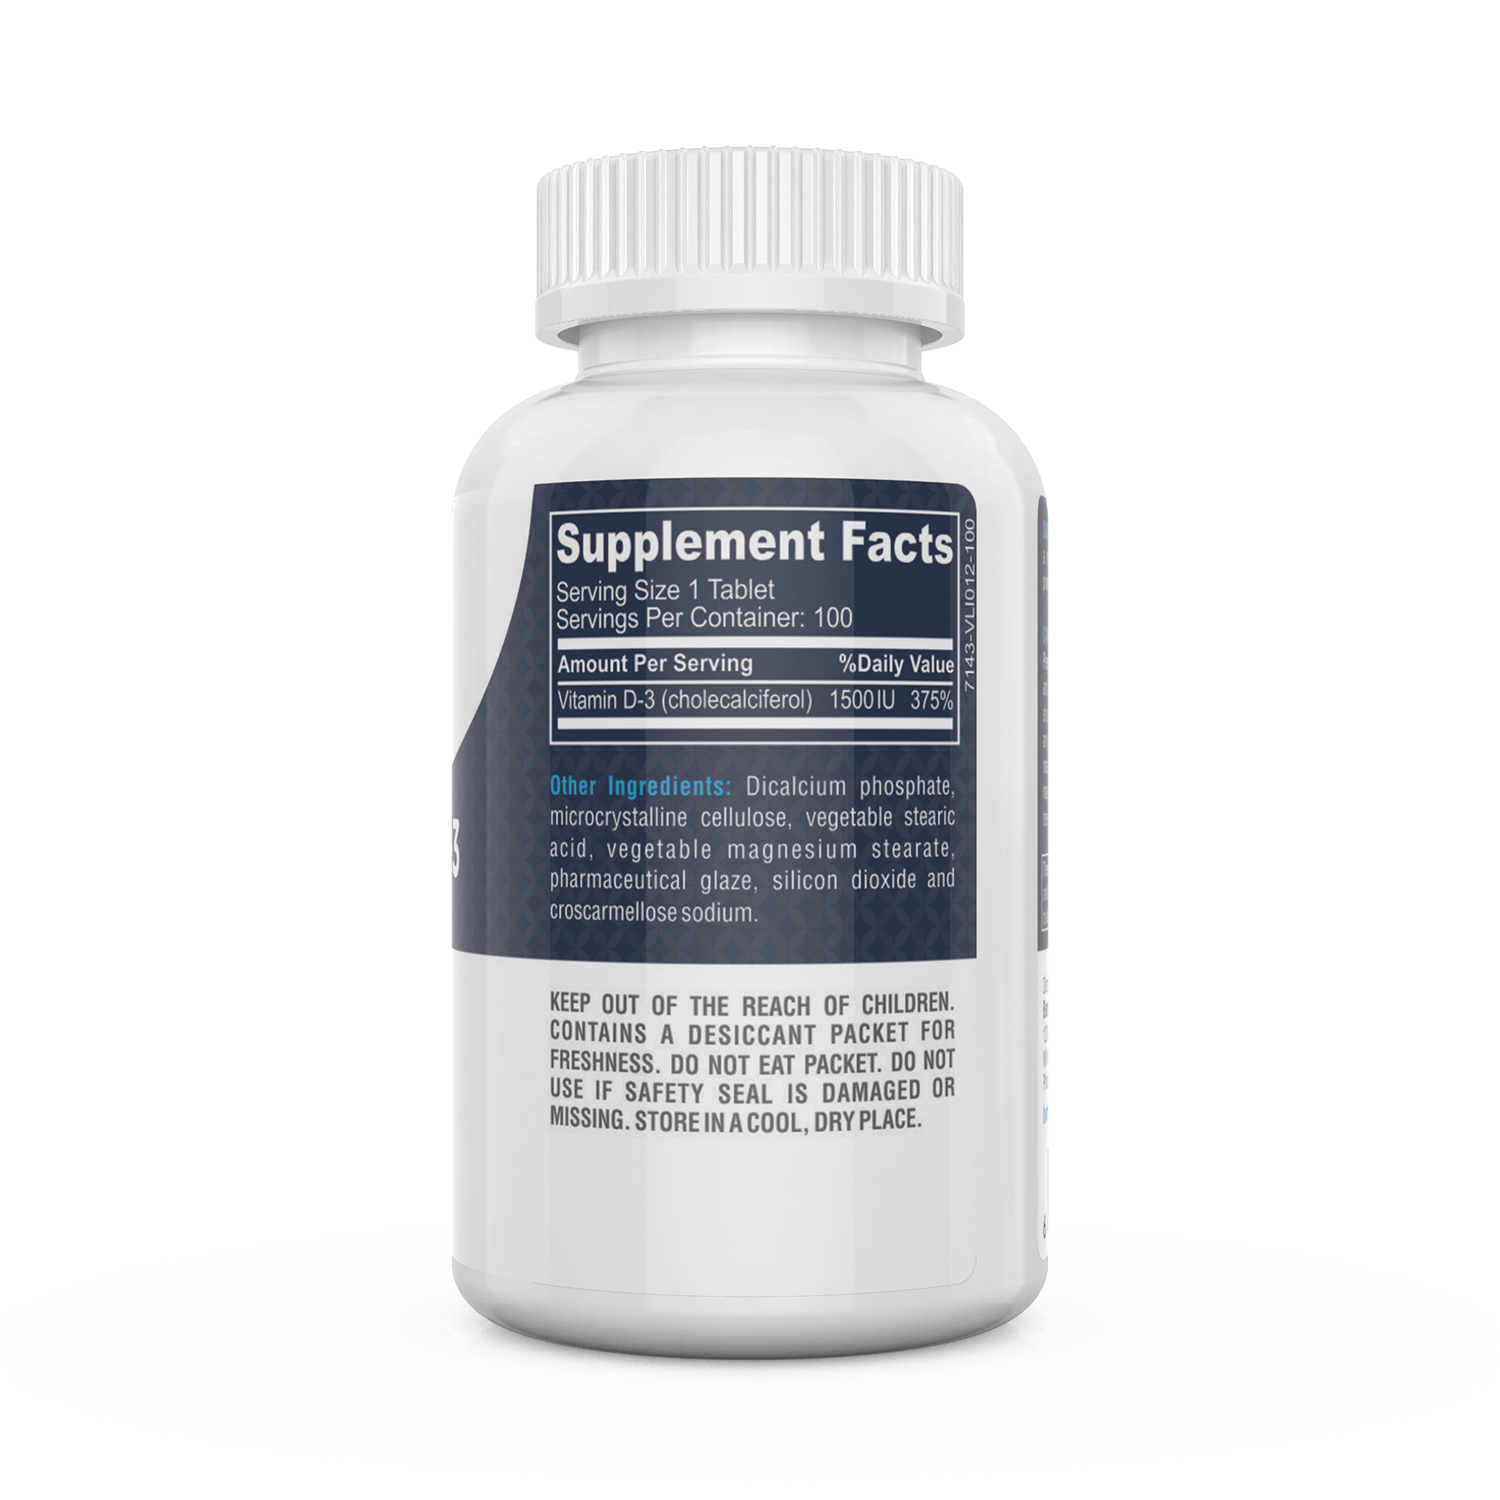 Supplement Facts
Serving Size 1 Tablet
Servings Per Container: 100
Amount Per Serving %Daily Value
Vitamin D-3 (cholecalciferol) 1500IU 375%
7143-VLI012-100
Other Ingredients: Dicalcium phosphate,
microcrystalline cellulose, vegetable stearic
acid, vegetable magnesium stearate,
pharmaceutical glaze, silicon dioxide and
croscarmellose sodium.
3
KEEP OUT OF THE REACH OF CHILDREN.
CONTAINS A DESICCANT PACKET FOR
FRESHNESS. DO NOT EAT PACKET. DO NOT
USE IF SAFETY SEAL IS DAMAGED OR
MISSING. STORE IN A COOL, DRY PLACE.